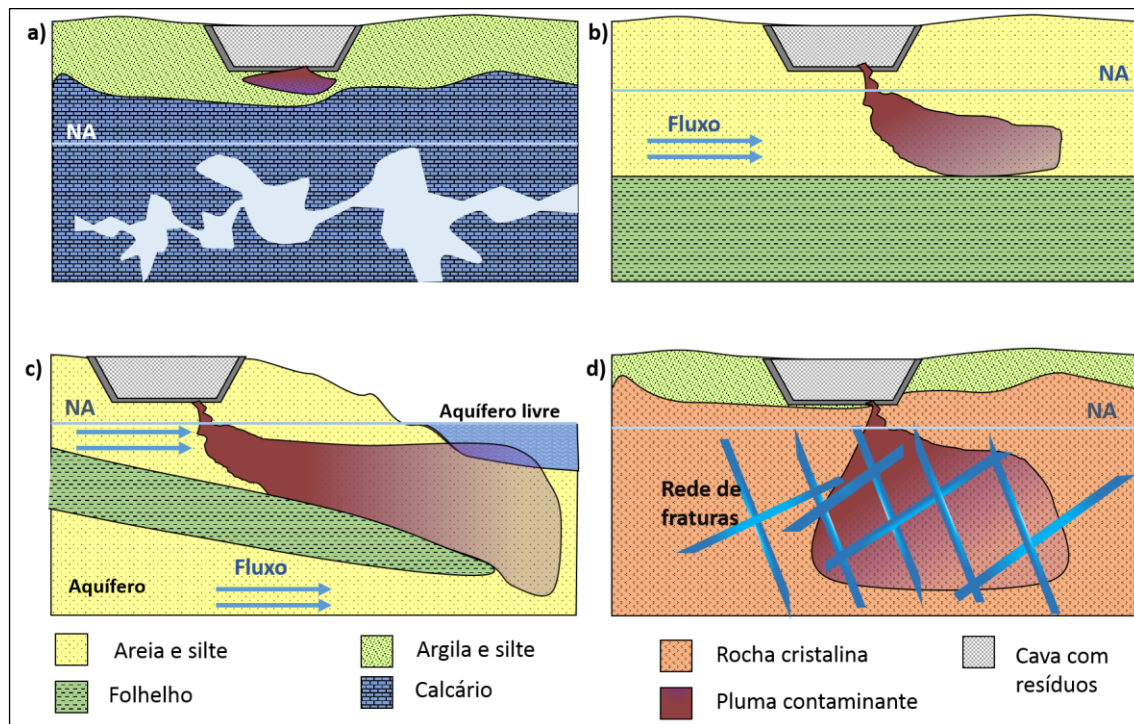 a)
NA
b)
NA
Fluxo
c)
NA
Aquífero livre
Aquífero
Fluxo
d)
NA
Rede de
fraturas
Areia e silte
Argila e silte
Folhelho
Calcário
Rocha cristalina
Cava com
resíduos
Pluma contaminante